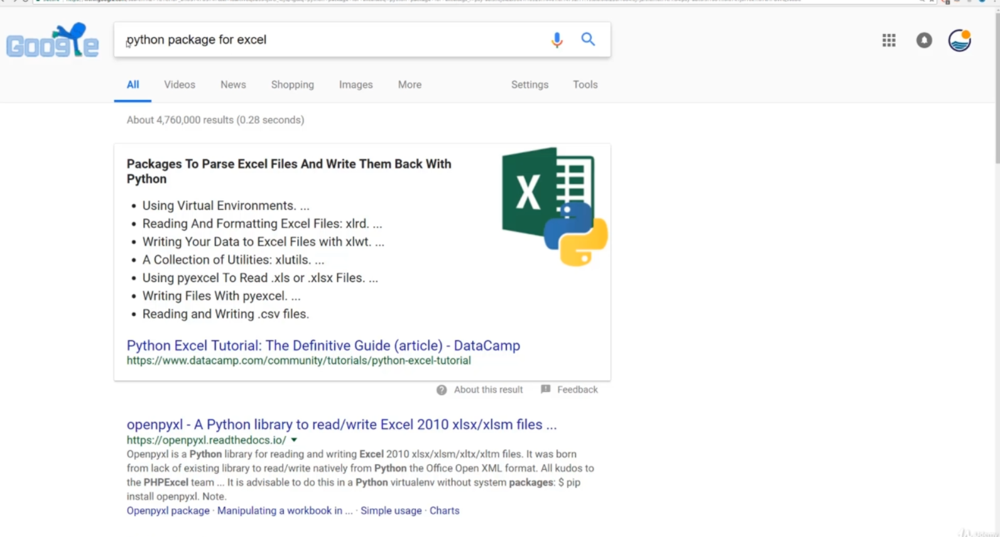 Google
python package for excel
All Videos News Shopping Images More Settings Tools
About 4,760,000 results (0.28 seconds)
Packages To Parse Excel Files And Write Them Back With
Python
• Using Virtual Environments. ...
• Reading And Formatting Excel Files: xlrd. ...
• Writing Your Data to Excel Files with xlwt. ...
• A Collection of Utilities: xlutils. ...
• Using pyexcel To Read .xls or .xlsx Files. ...
• Writing Files With pyexcel. ...
• Reading and Writing .csv files.
X
Python Excel Tutorial: The Definitive Guide (article) - DataCamp
https://www.datacamp.com/community/tutorials/python-excel-tutorial
About this result Feedback
openpyxl - A Python library to read/write Excel 2010 xlsx/xlsm files ...
https://openpyxl.readthedocs.io/
Openpyxl is a Python library for reading and writing Excel 2010 xlsx/xlsm/xltx/xltm files. It was born
from lack of existing library to read/write natively from Python the Office Open XML format. All kudos to
the PHPExcel team ... It is advisable to do this in a Python virtualenv without system packages: $ pip
install openpyxl. Note.
Openpyxl package · Manipulating a workbook in ... · Simple usage · Charts